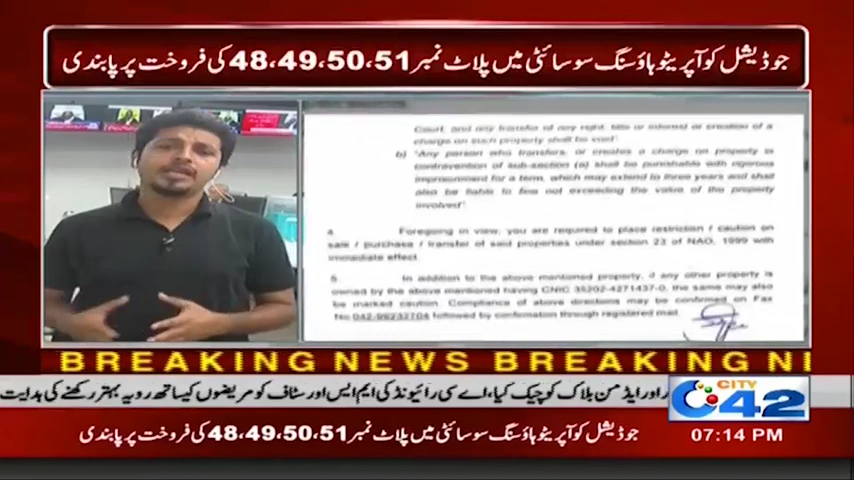 جوڈیشل کوآپریٹو ہاؤسنگ سوسائٹی میں پلاٹ نمبر 48،49،50،51 کی فروخت پر پابندی
Court, and any transfer of any right, title or interest or creation of a
charge on such property shall be void".
b) "Any person who transfers, or creates a charge on property in
contravention of sub-section (a) shall be punishable with rigorous
imprisonment for a term, which may extend to three years and shall
also be liable to fine not exceeding the value of the property
involved"
4. Foregoing in view, you are required to place restriction / caution on
sale / purchase / transfer of said properties under section 23 of NAO, 1999 with
immediate effect.
5. In addition to the above mentioned property, if any other property is
owned by the above mentioned having CNIC 35202-4271437-0, the same may
also be marked caution. Compliance of above directions may be confirmed on Fax
No. 042-99232704 followed by confirmation through registered mail.
BREAKING NEWS BREAKING NE
اور ایڈمن بلاک کو چیک کیا، اے سی رائیونڈ کی ایم ایس اور سٹاف کو مریضوں کیساتھ رویہ بہتر رکھنے کی ہدایت
CITY
42
جوڈیشل کوآپریٹو ہاؤسنگ سوسائٹی میں پلاٹ نمبر 48،49،50،51 کی فروخت پر پابندی
07:14 PM